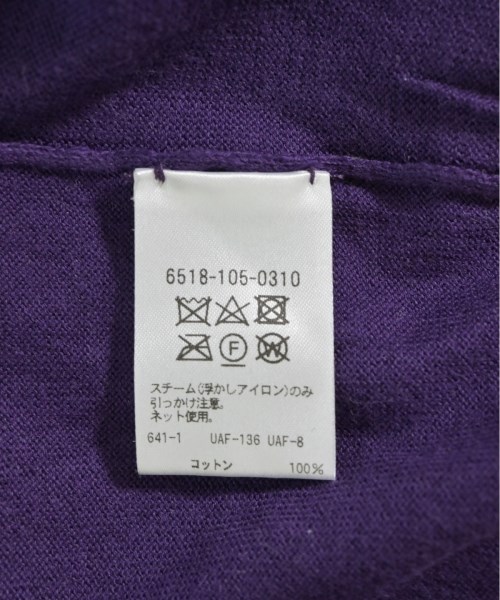 6518-105-0310
F W
スチーム(浮かしアイロン)のみ
引っかけ注意。
ネット使用。
641-1 UAF-136 UAF-8
コットン 100%